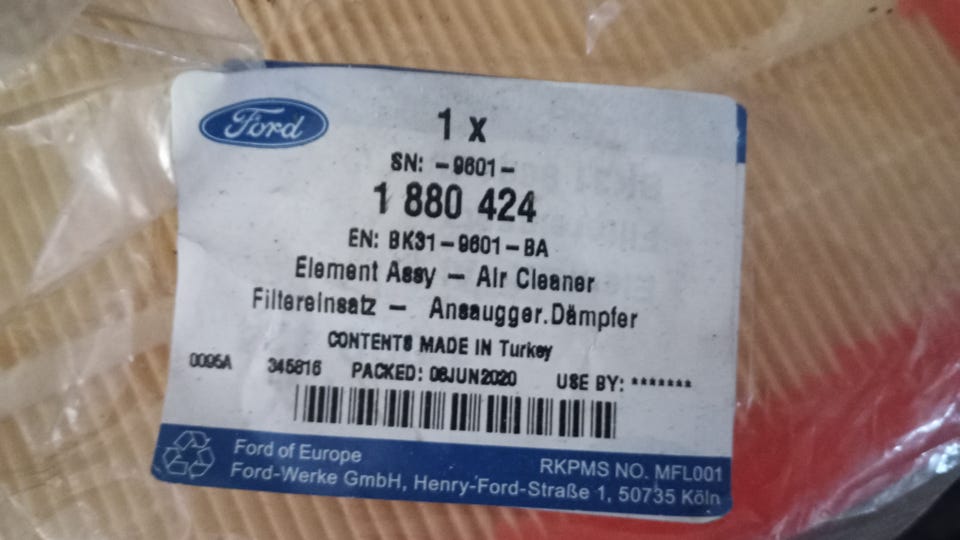 Ford
1 x
SN: -9601-
1 880 424
EN: BK31-9601-BA
Element Assy - Air Cleaner
Filtereinsatz - Ansaugger.Dämpfer
CONTENTS MADE IN Turkey
0095A 345816 PACKED: 08JUN2020 USE BY: *******
Ford of Europe RKPMS NO. MFL001
Ford-Werke GmbH, Henry-Ford-Straße 1, 50735 Köln